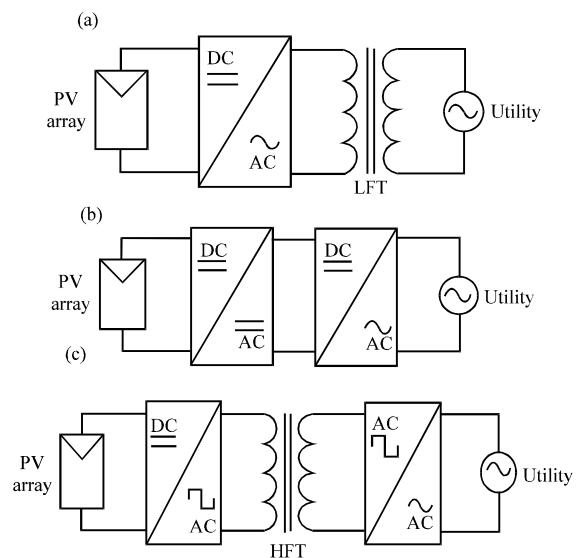 (a)
DC
PV
array
Utility
AC
LFT
(b)
DC
DC
PV
array
Utility
AC
AC
(c)
DC
AC
PV
array
Utility
AC
AC
HFT